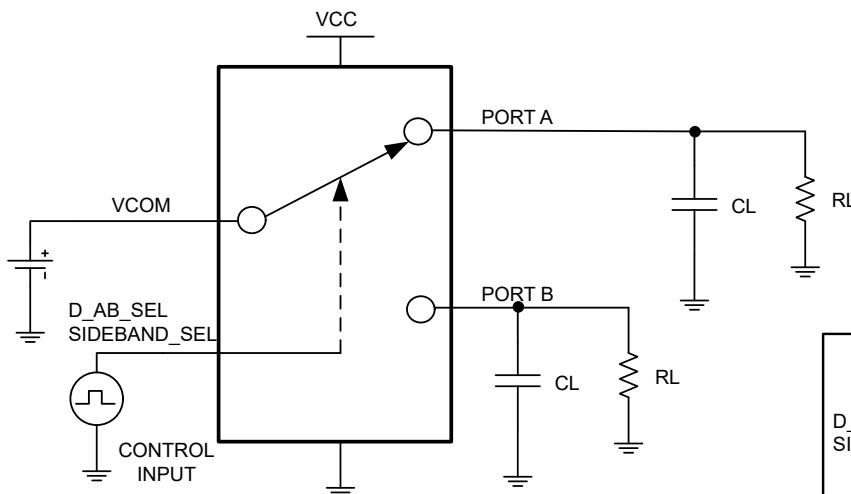 VCC
PORT A
VCOM
CL
RL
PORT B
D_AB_SEL
SIDEBAND_SEL
CL
RL
CONTROL
INPUT